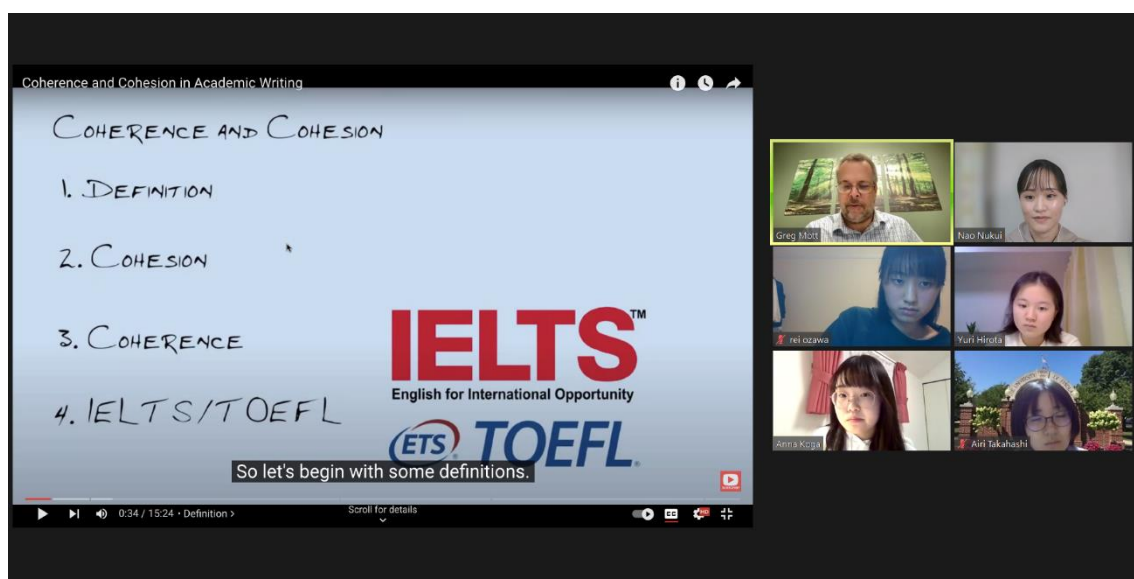 Coherence and Cohesion in Academic Writing
COHERENCE AND COHESION
1. DEFINITION
2. COHESION
3. COHERENCE
4. IELTS/TOEFL
IELTS™
English for International Opportunity
ETS TOEFL
So let's begin with some definitions.
0:34 / 15:24 • Definition >
Scroll for details
CC
HD
Greg Mott
Nao Nukui
rei ozawa
Yuri Hirota
Anna Koga
Airi Takahashi